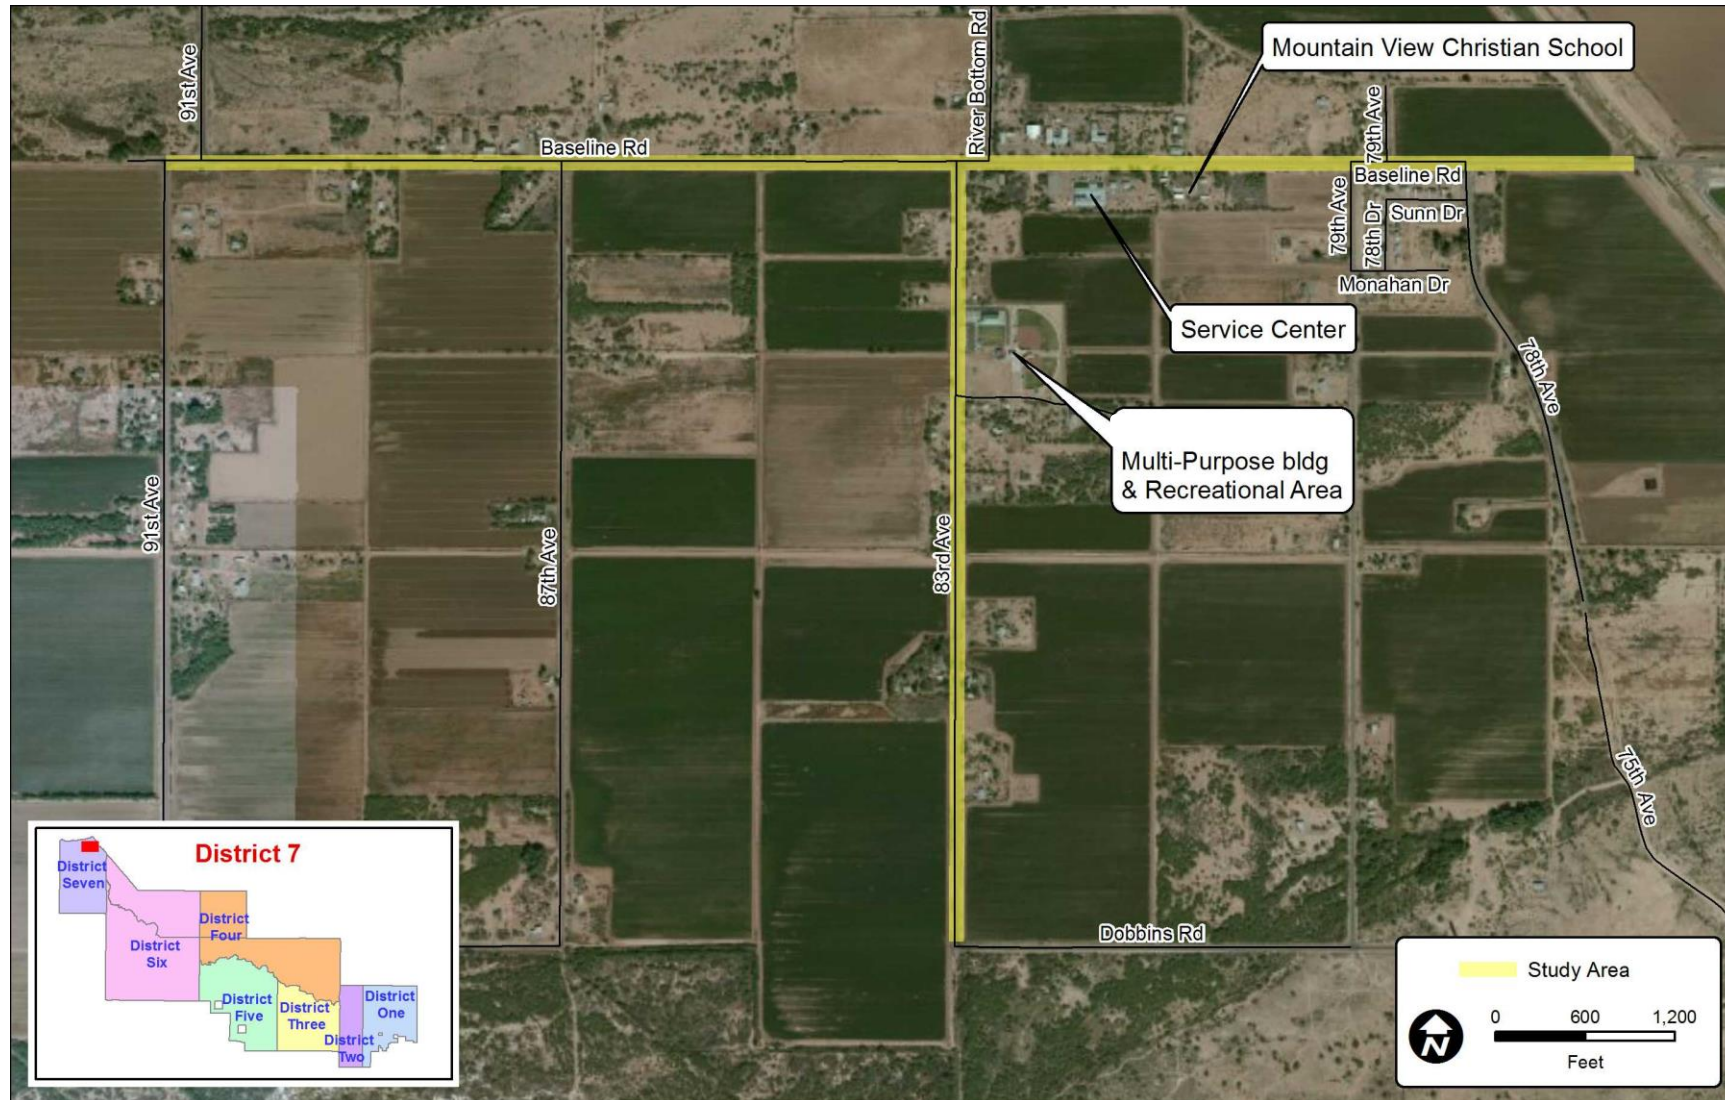 91st Ave
River Bottom Rd
Mountain View Christian School
79th Ave
Baseline Rd
Baseline Rd
79th Ave
78th Dr
Sunn Dr
Monahan Dr
Service Center
78th Ave
Multi-Purpose bldg
& Recreational Area
91st Ave
87th Ave
83rd Ave
75th Ave
Dobbins Rd
District 7
District
Seven
District
Four
District
Six
District
Five
District
Three
District
One
District
Two
Study Area
N
0 600 1,200
Feet